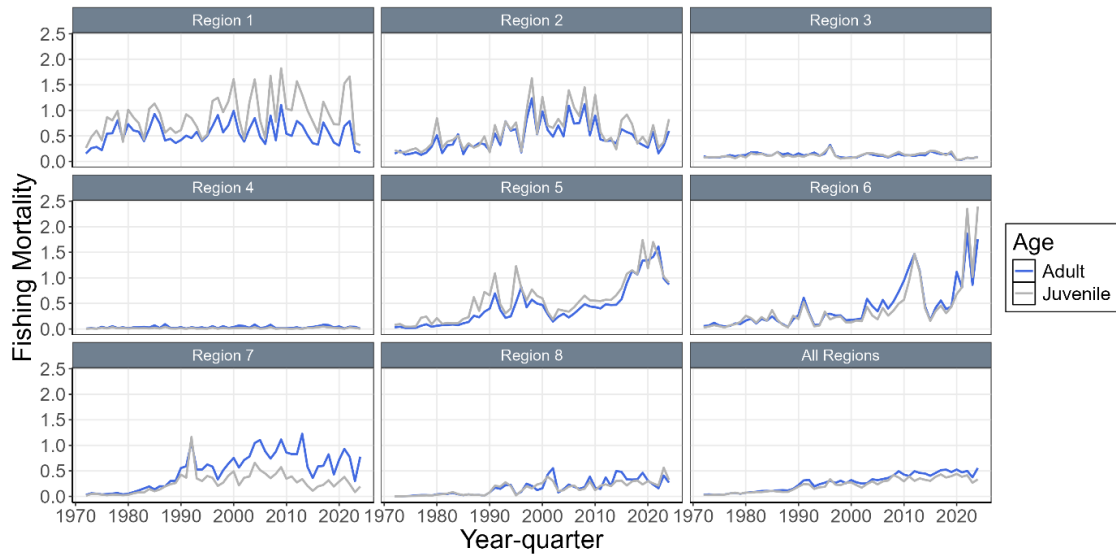 Region 1 Region 2 Region 3
2.5
2.0
1.5
1.0
0.5
0.0
Region 4 Region 5 Region 6
2.5
2.0
1.5
1.0
0.5
0.0
Region 7 Region 8 All Regions
2.5
2.0
1.5
1.0
0.5
0.0
1970 1980 1990 2000 2010 2020 1970 1980 1990 2000 2010 2020 1970 1980 1990 2000 2010 2020
Fishing Mortality
Year-quarter
Age
Adult
Juvenile